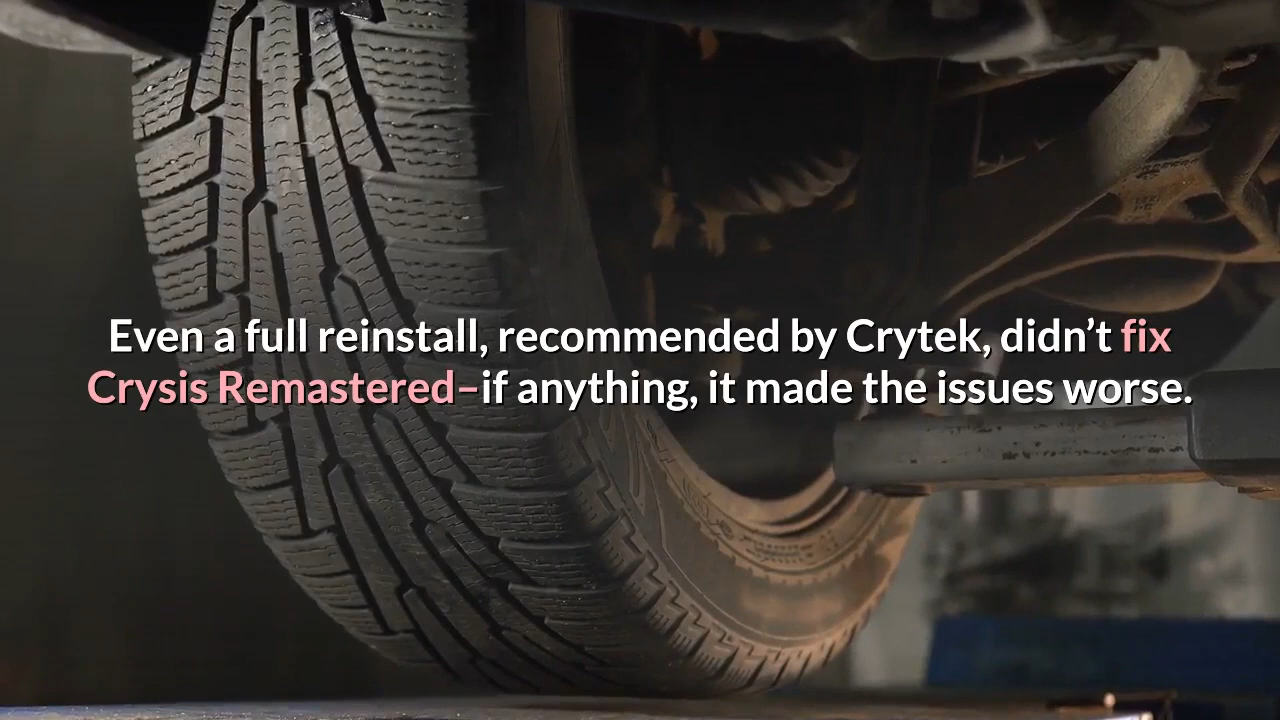 Even a full reinstall, recommended by Crytek, didn’t fix
Crysis Remastered–if anything, it made the issues worse.